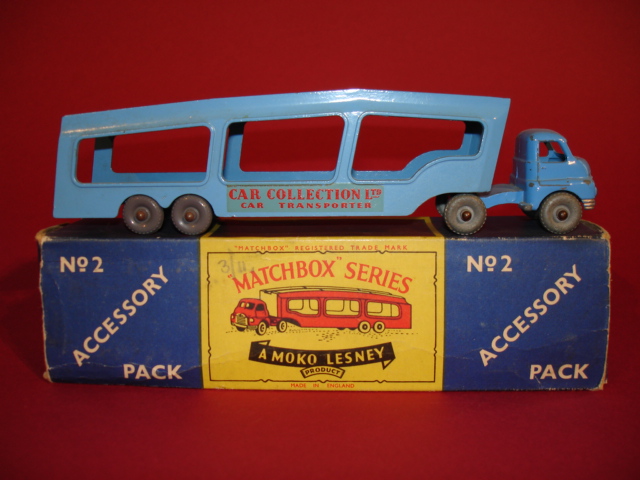 CAR COLLECTION LTD
CAR TRANSPORTER
"MATCHBOX" REGISTERED TRADE MARK
Nº 2
ACCESSORY
PACK
"MATCHBOX" SERIES
A MOKO LESNEY
PRODUCT
MADE IN ENGLAND
Nº 2
ACCESSORY
PACK